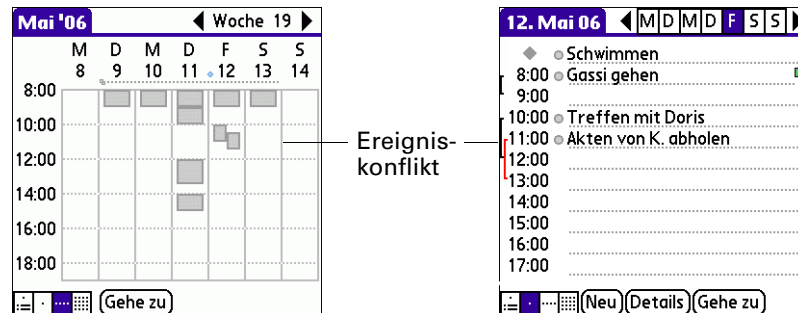 Mai '06 Woche 19
M D M D F S S
8 9 10 11 12 13 14
8:00
10:00
12:00
14:00
16:00
18:00
Gehe zu
Ereignis-
konflikt
12. Mai 06 M D M D F S S
Schwimmen
8:00 Gassi gehen
9:00
10:00 Treffen mit Doris
11:00 Akten von K. abholen
12:00
13:00
14:00
15:00
16:00
17:00
Neu Details Gehe zu